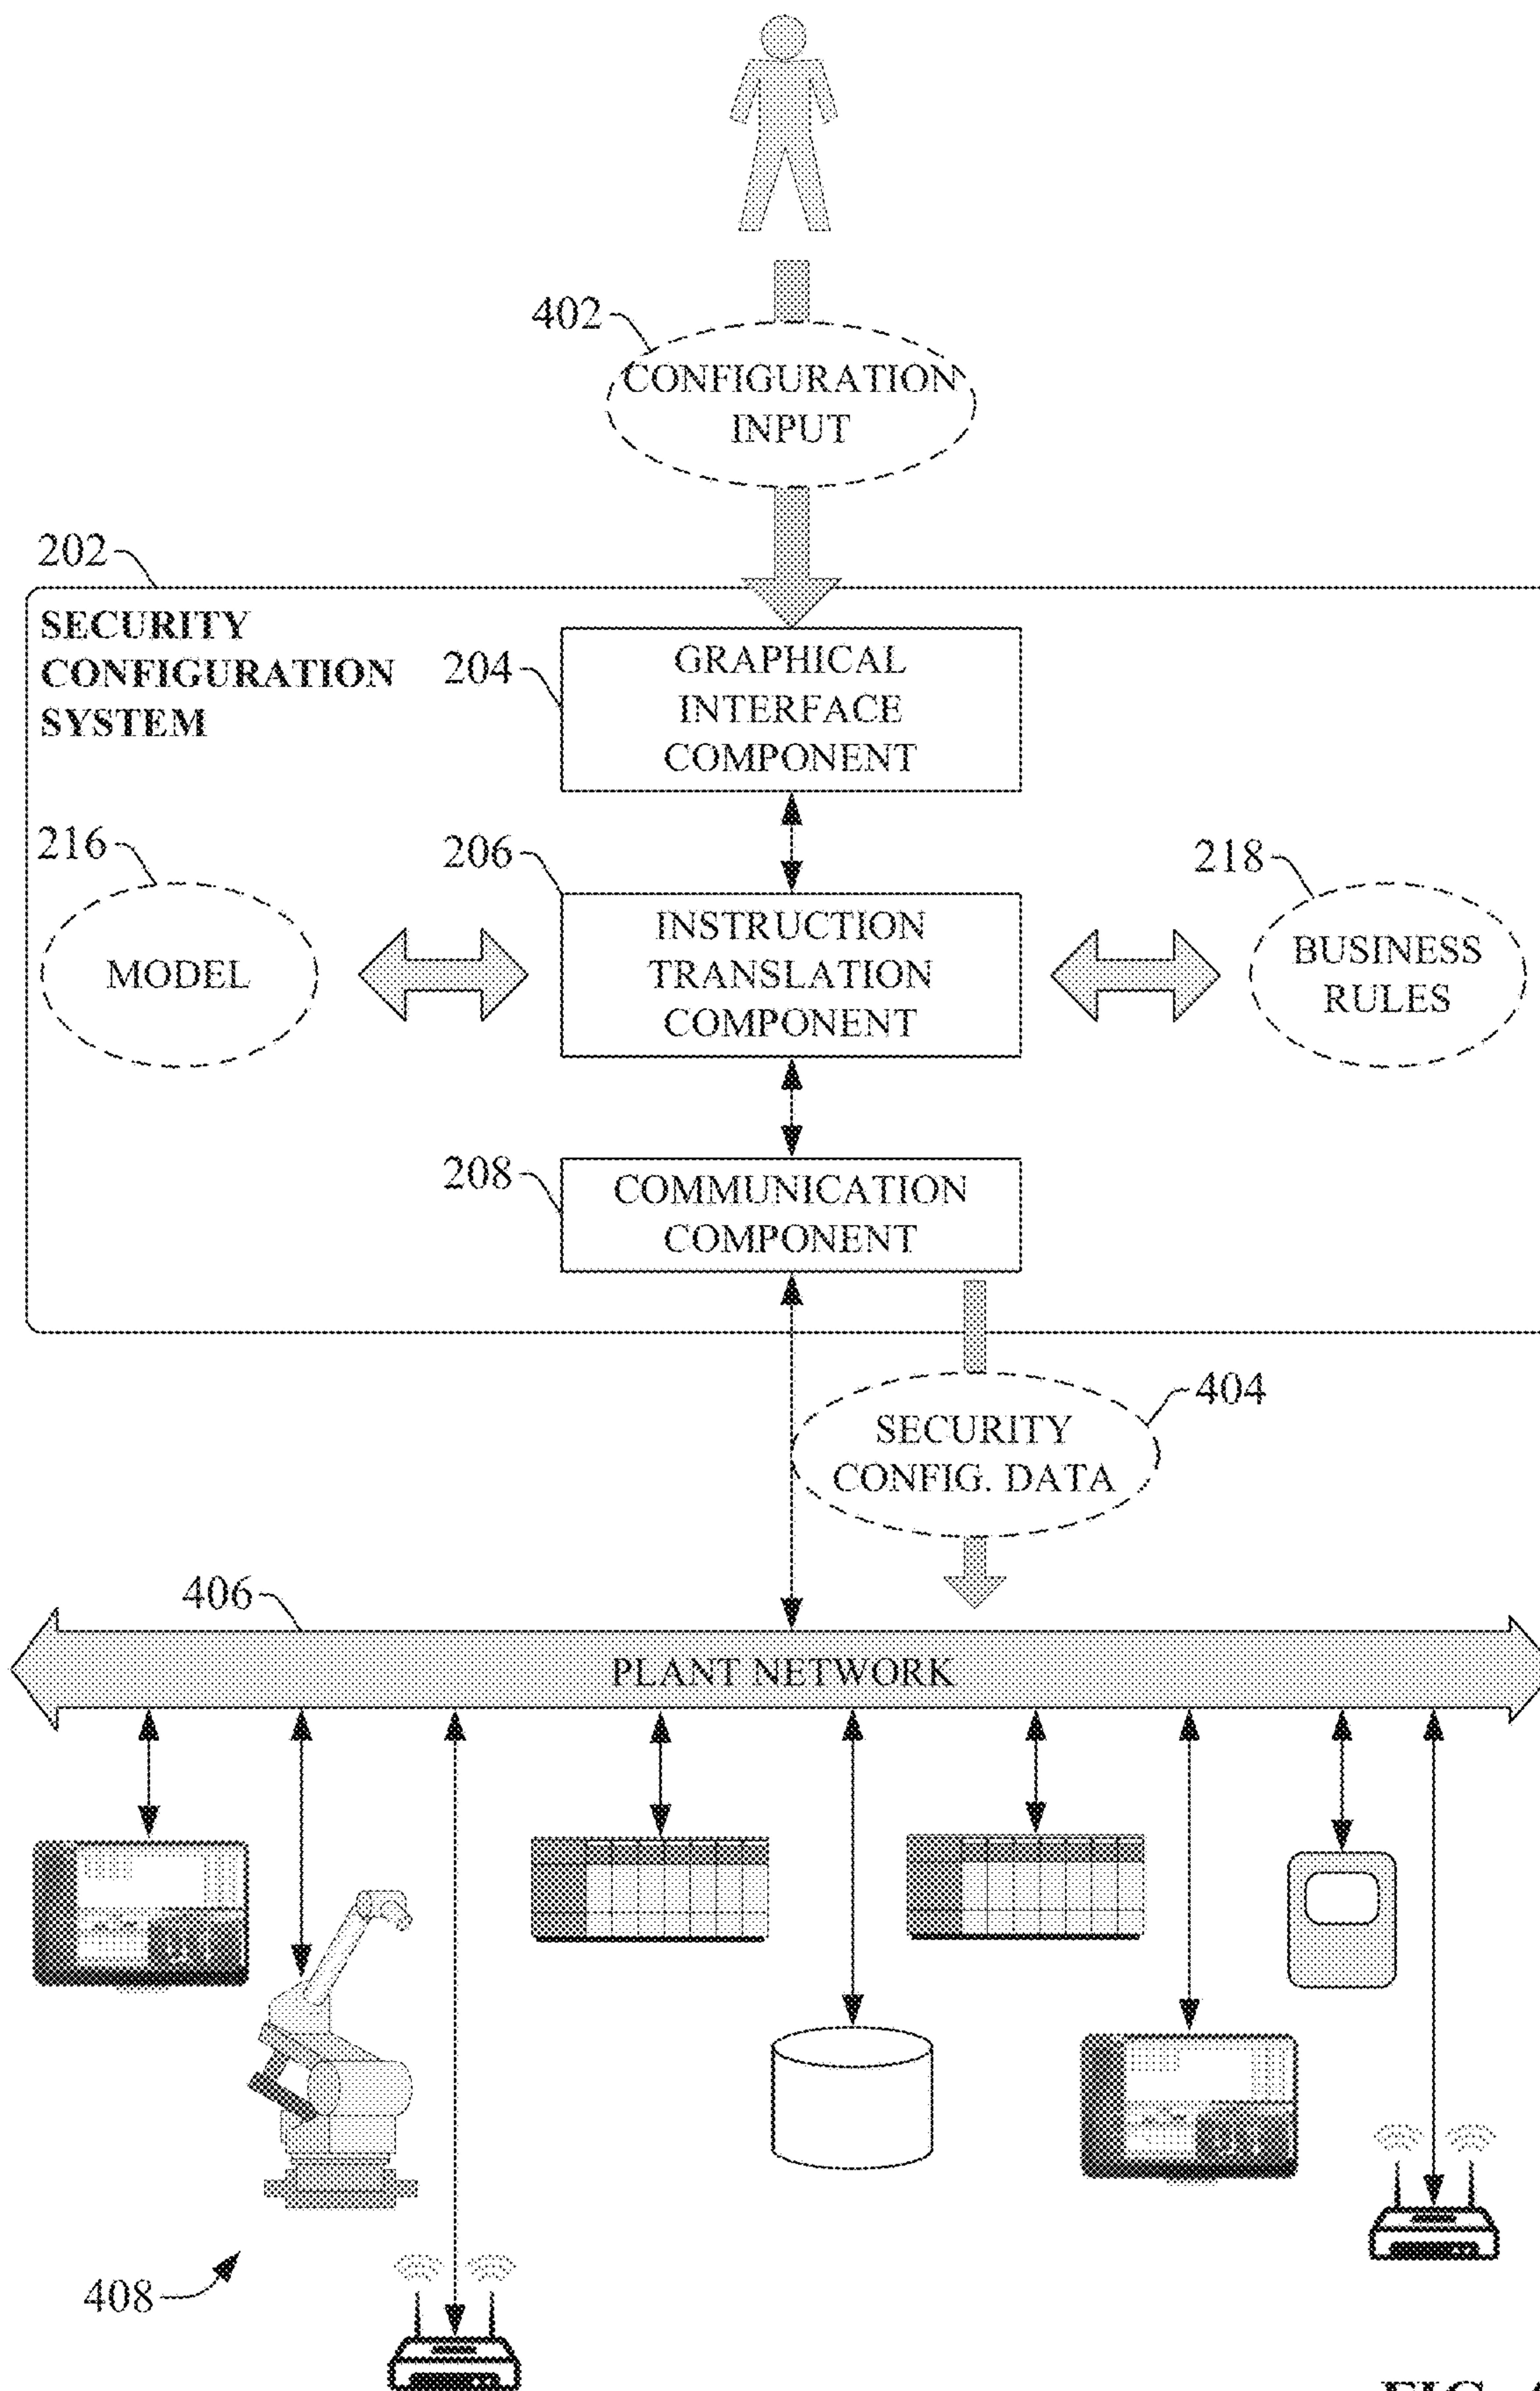 402
CONFIGURATION
INPUT
202
SECURITY
CONFIGURATION
SYSTEM
204
GRAPHICAL
INTERFACE
COMPONENT
216
MODEL
206
INSTRUCTION
TRANSLATION
COMPONENT
218
BUSINESS
RULES
208
COMMUNICATION
COMPONENT
404
SECURITY
CONFIG. DATA
406
PLANT NETWORK
408